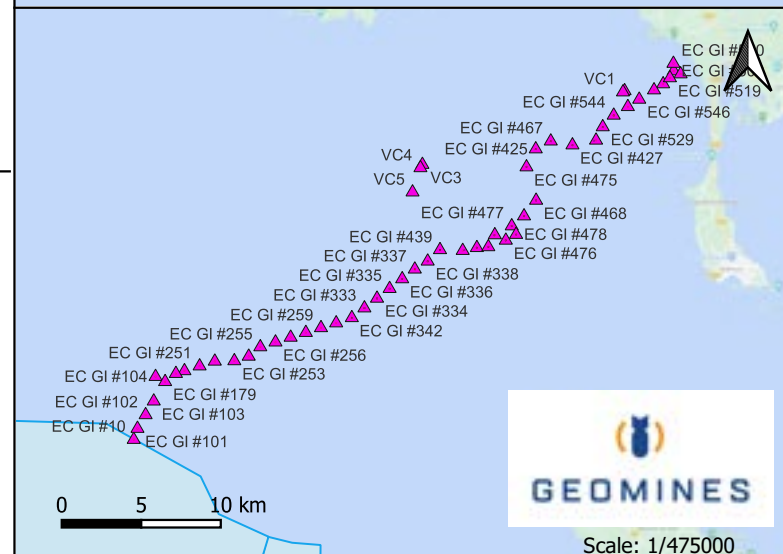 EC GI #
VC1
EC GI #519
EC GI #544
EC GI #546
EC GI #467
EC GI #529
EC GI #425
EC GI #427
VC4
VC3
EC GI #475
VC5
EC GI #477
EC GI #468
EC GI #439
EC GI #478
EC GI #337
EC GI #476
EC GI #335
EC GI #338
EC GI #333
EC GI #336
EC GI #259
EC GI #334
EC GI #255
EC GI #342
EC GI #251
EC GI #256
EC GI #104
EC GI #253
EC GI #102
EC GI #179
EC GI #103
EC GI #10
EC GI #101
0 5 10 km
GEOMINES
Scale: 1/475000